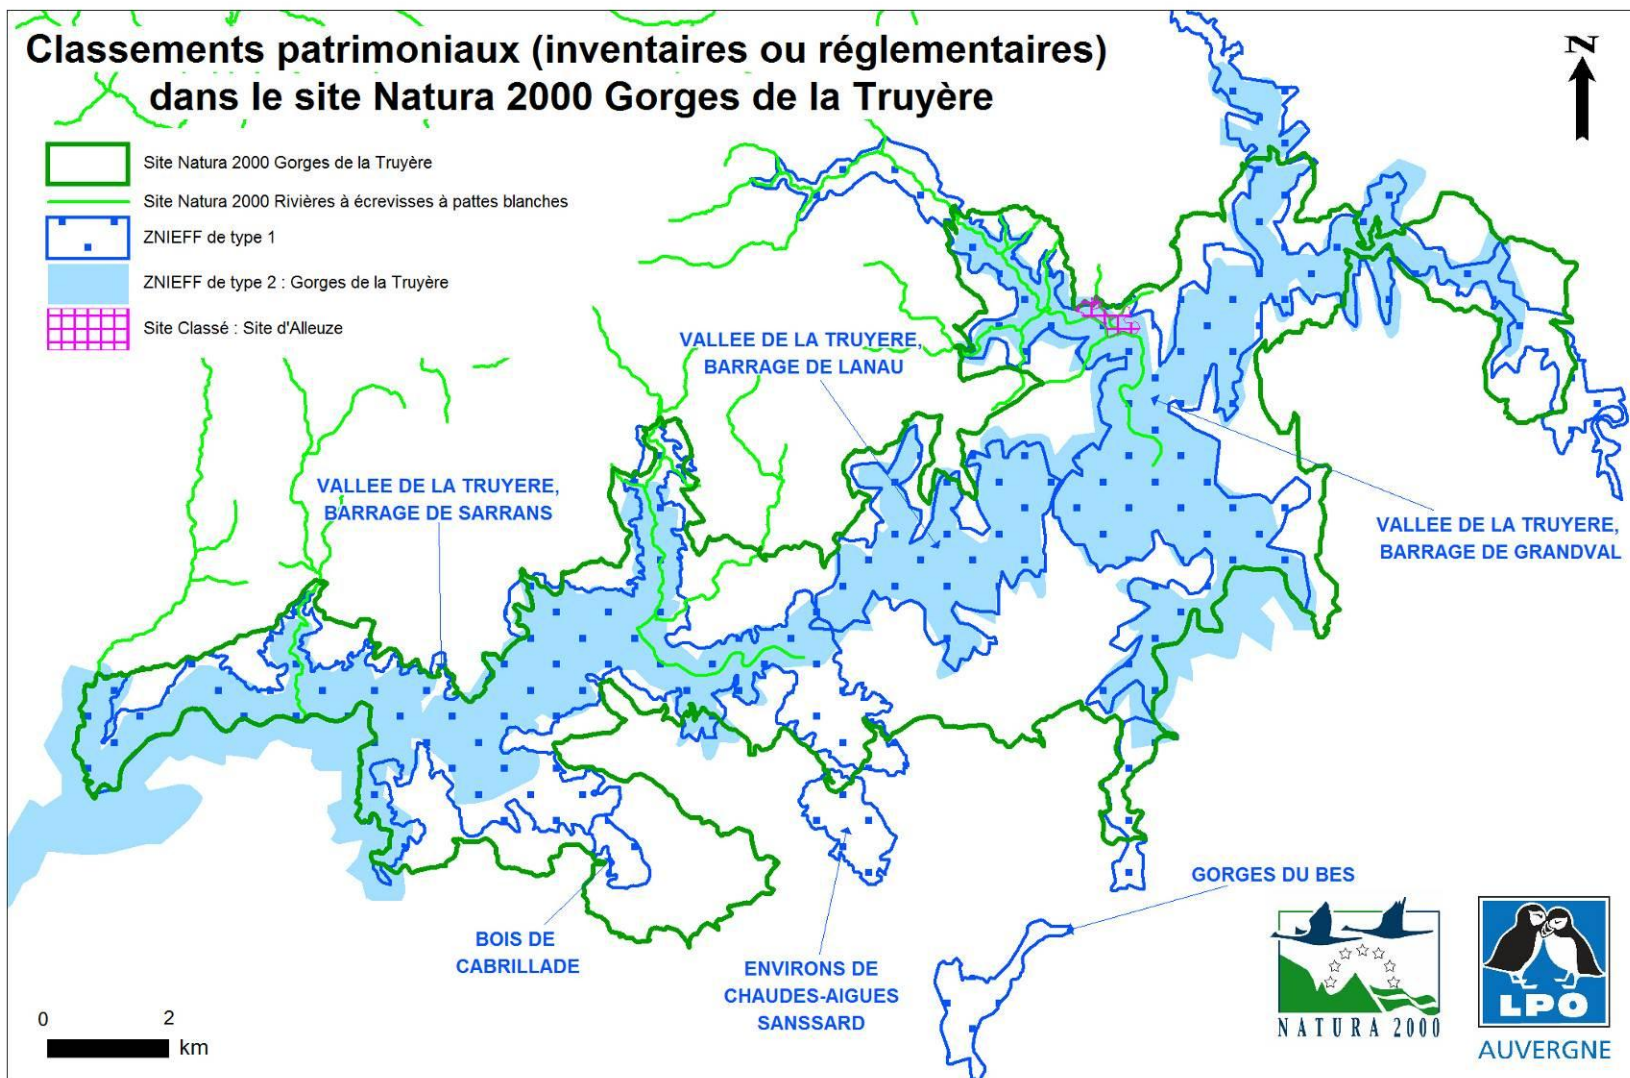 Classements patrimoniaux (inventaires ou réglementaires)
dans le site Natura 2000 Gorges de la Truyère
N
Site Natura 2000 Gorges de la Truyère
Site Natura 2000 Rivières à écrevisses à pattes blanches
ZNIEFF de type 1
ZNIEFF de type 2 : Gorges de la Truyère
Site Classé : Site d'Alleuze
VALLEE DE LA TRUYERE,
BARRAGE DE LANAU
VALLEE DE LA TRUYERE,
BARRAGE DE SARRANS
VALLEE DE LA TRUYERE,
BARRAGE DE GRANDVAL
GORGES DU BES
BOIS DE
CABRILLADE
ENVIRONS DE
CHAUDES-AIGUES
SANSSARD
0 2
km
NATURA 2000
LPO
AUVERGNE